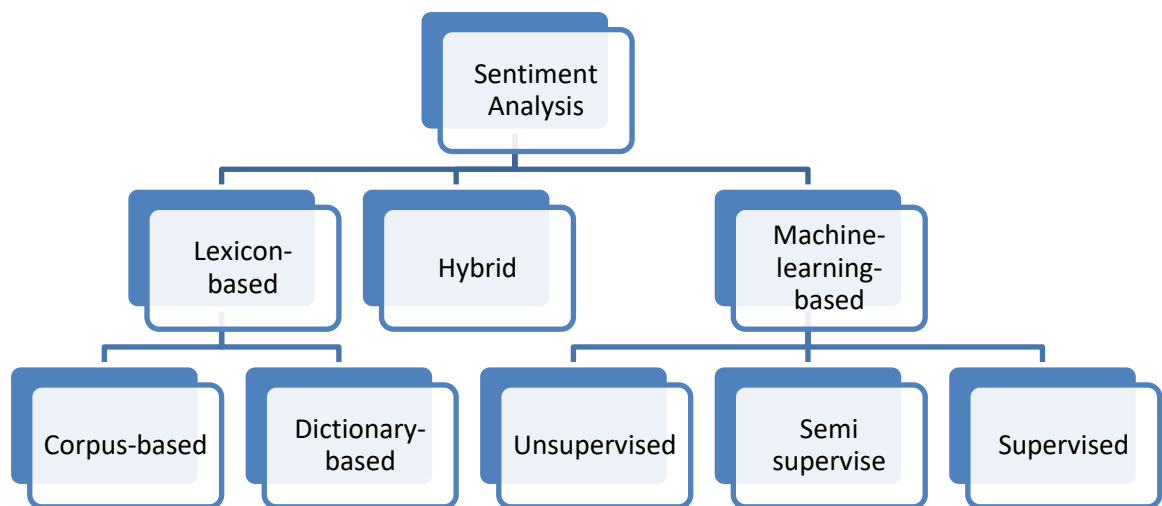 Sentiment
Analysis
Lexicon-
based
Hybrid
Machine-
learning-
based
Corpus-based
Dictionary-
based
Unsupervised
Semi
supervise
Supervised